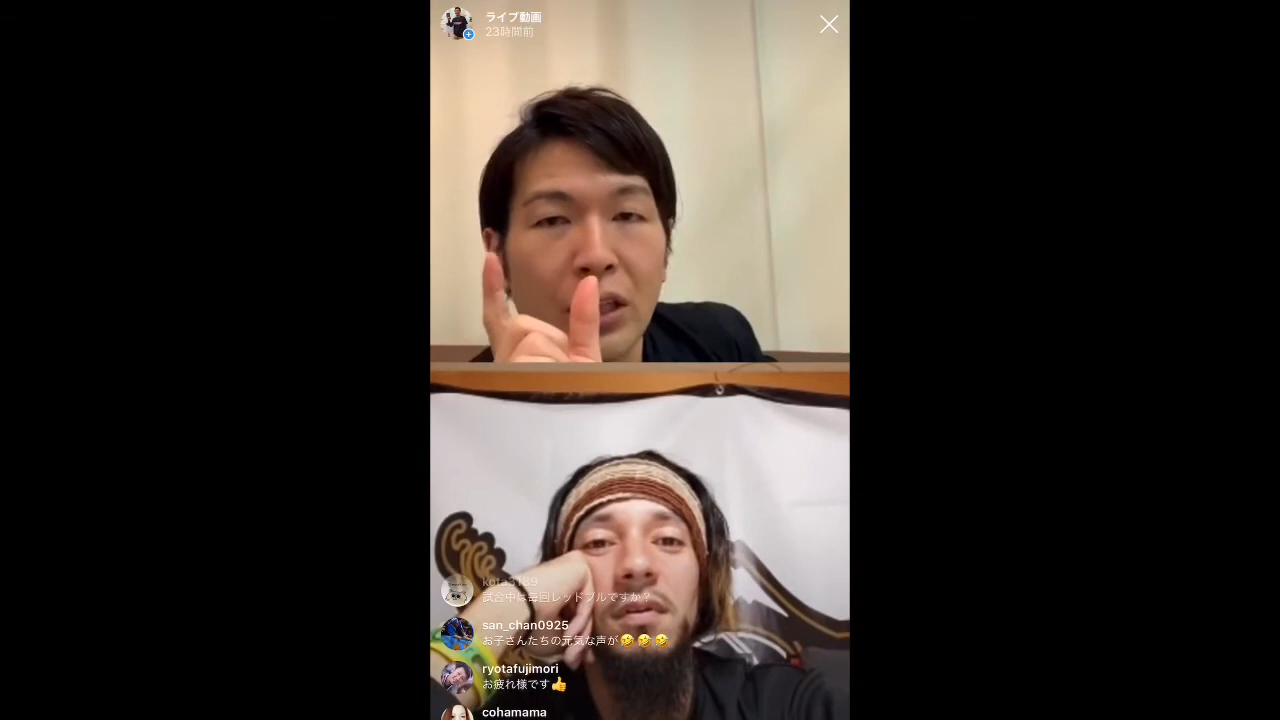 ライブ動画
23時間前
kota3189
試合中は毎回レッドブルですか？
san_chan0925
お子さんたちの元気な声が🤣🤣🤣
ryotafujimori
お疲れ様です👍
cohamama